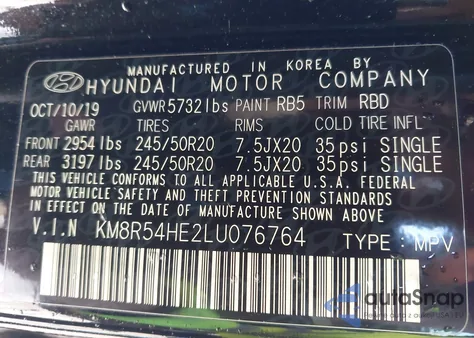 MANUFACTURED IN KOREA BY
HYUNDAI MOTOR COMPANY
OCT/10/19 GVWR5732lbs PAINT RB5 TRIM RBD
GAWR TIRES RIMS COLD TIRE INFL'
FRONT 2954 lbs 245/50R20 7.5JX20 35psi SINGLE
REAR 3197 lbs 245/50R20 7.5JX20 35psi SINGLE
THIS VEHICLE CONFORMS TO ALL APPLICABLE U.S.A. FEDERAL
MOTOR VEHICLE SAFETY AND THEFT PREVENTION STANDARDS
IN EFFECT ON THE DATE OF MANUFACTURE SHOWN ABOVE.
V.I.N KM8R54HE2LU076764 TYPE : MPV
autoSnap